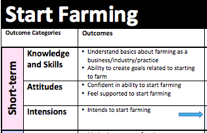 Start Farming
Outcome Categories Outcomes
Short-term
Knowledge and Skills
• Understand basics about farming as a
business/industry/practice
• Ability to create goals related to starting
to farm
Attitudes
• Confident in ability to start farming
• Feel supported to start farming
Intensions
• Intends to start farming